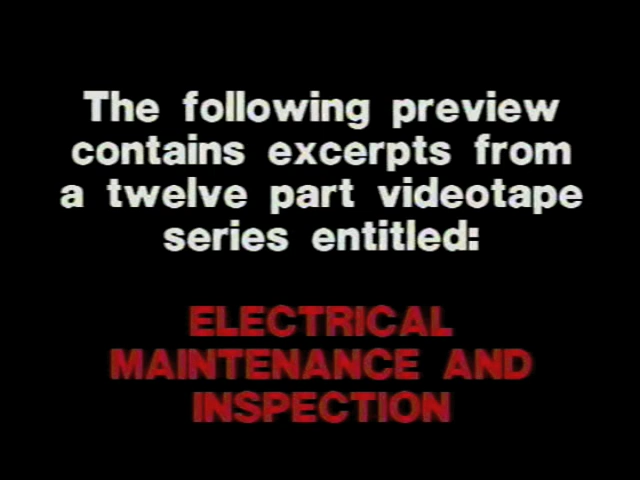 The following preview
contains excerpts from
a twelve part videotape
series entitled:
ELECTRICAL
MAINTENANCE AND
INSPECTION